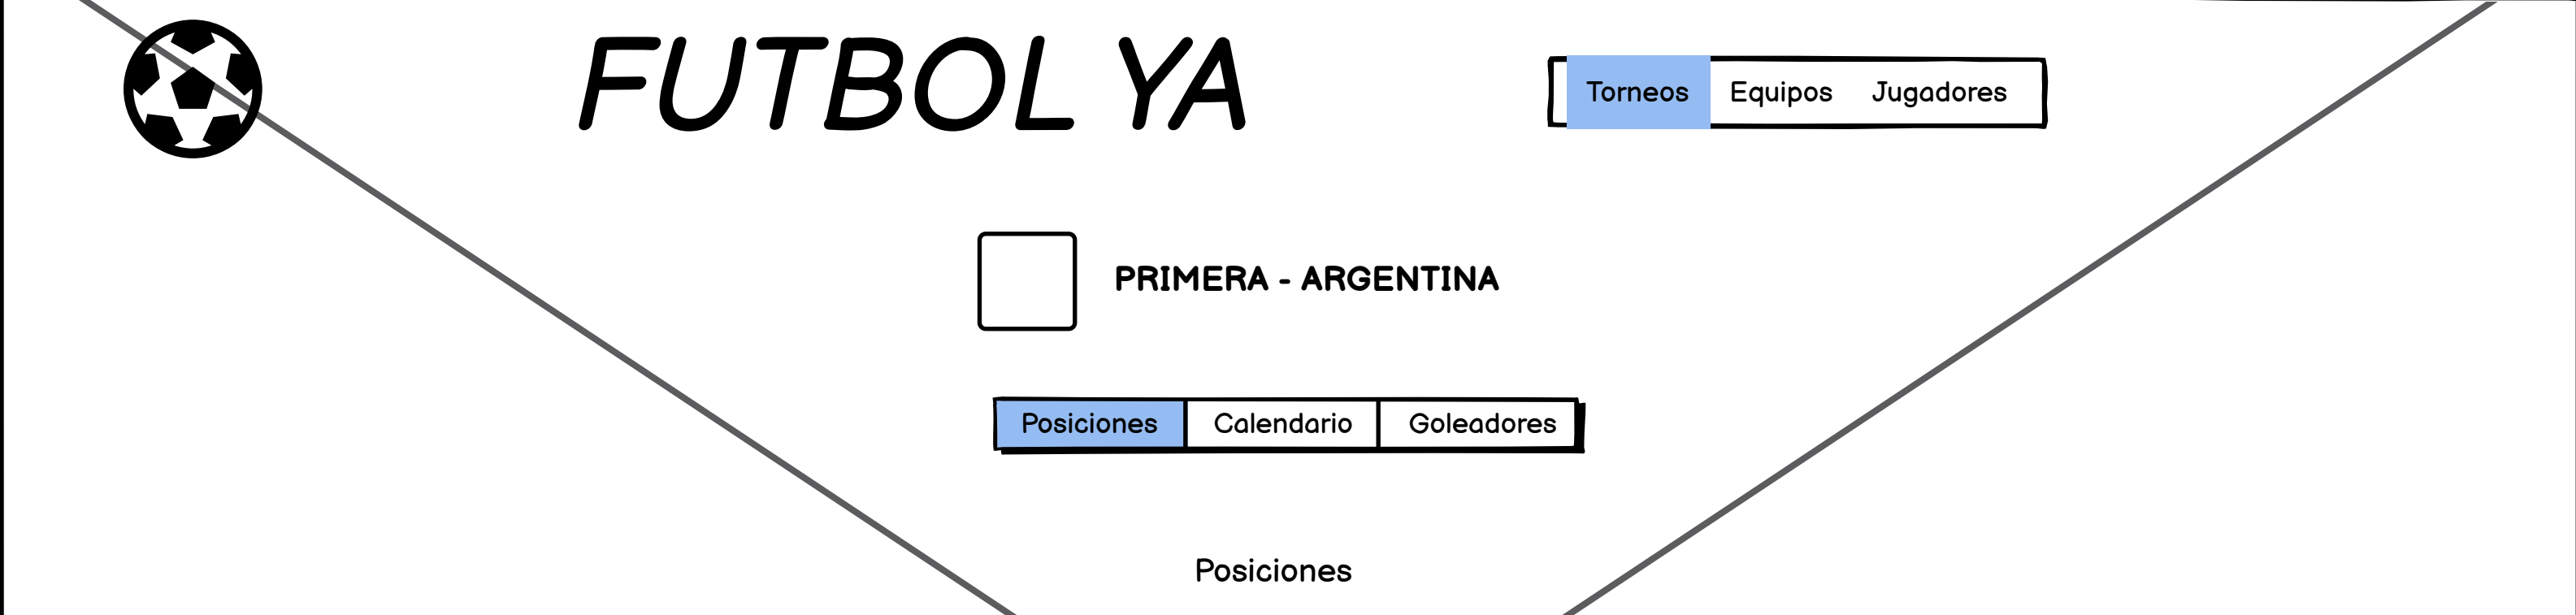 FUTBOL YA
Torneos Equipos Jugadores
PRIMERA - ARGENTINA
Posiciones Calendario Goleadores
Posiciones